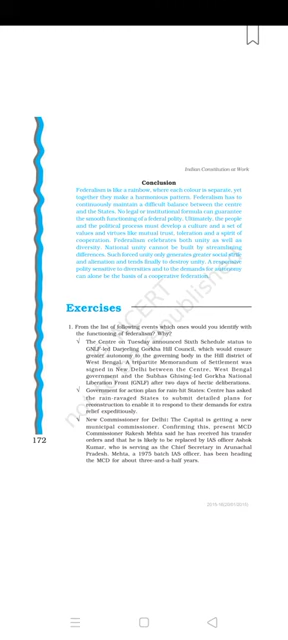 Indian Constitution at Work
Conclusion
Federalism is like a rainbow, where each colour is separate, yet
together they make a harmonious pattern. Federalism has to
continuously maintain a difficult balance between the centre
and the States. No legal or institutional formula can guarantee
the smooth functioning of a federal polity. Ultimately, the people
and the political process must develop a culture and a set of
values and virtues like mutual trust, toleration and a spirit of
cooperation. Federalism celebrates both unity as well as
diversity. National unity cannot be built by streamlining
differences. Such forced unity only generates greater social strife
and alienation and tends finally to destroy unity. A responsive
polity sensitive to diversities and to the demands for autonomy
can alone be the basis of a cooperative federation.
Exercises
1. From the list of following events which ones would you identify with
the functioning of federalism? Why?
√ The Centre on Tuesday announced Sixth Schedule status to
GNLF-led Darjeeling Gorkha Hill Council, which would ensure
greater autonomy to the governing body in the Hill district of
West Bengal. A tripartite Memorandum of Settlement was
signed in New Delhi between the Centre, West Bengal
government and the Subhas Ghising-led Gorkha National
Liberation Front (GNLF) after two days of hectic deliberations.
√ Government for action plan for rain-hit States: Centre has asked
the rain-ravaged States to submit detailed plans for
reconstruction to enable it to respond to their demands for extra
relief expeditiously.
√ New Commissioner for Delhi: The Capital is getting a new
municipal commissioner. Confirming this, present MCD
Commissioner Rakesh Mehta said he has received his transfer
orders and that he is likely to be replaced by IAS officer Ashok
Kumar, who is serving as the Chief Secretary in Arunachal
Pradesh. Mehta, a 1975 batch IAS officer, has been heading
the MCD for about three-and-a-half years.
172